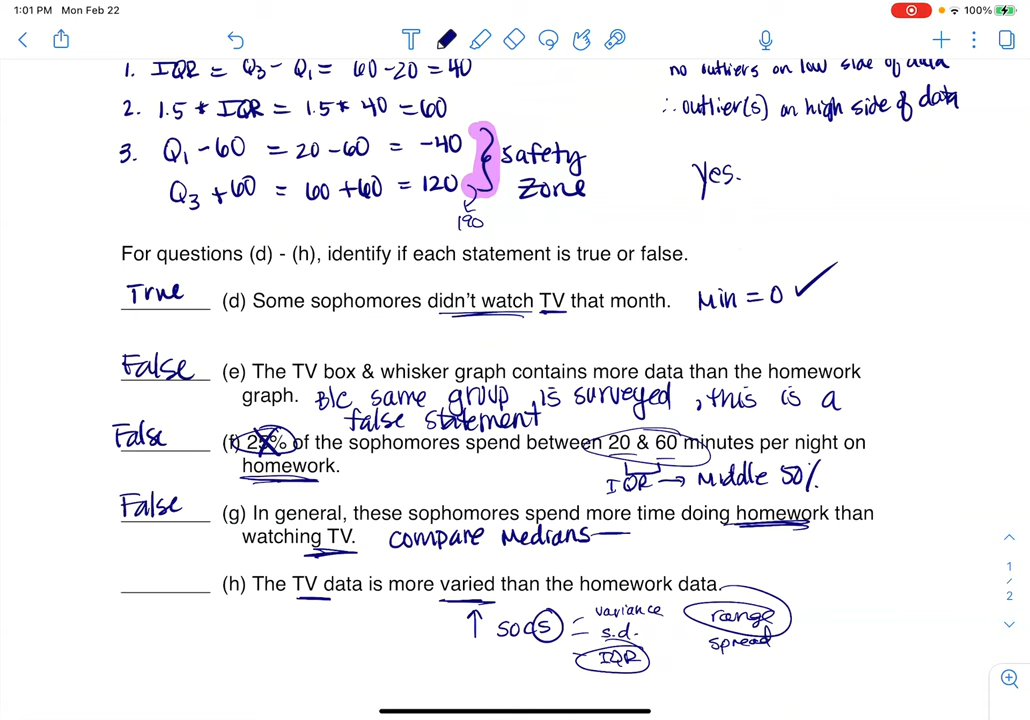 1:01 PM Mon Feb 22
100%
1. IQR = Q3 - Q1 = 60 - 20 = 40
no outliers on low side of data
2. 1.5 * IQR = 1.5 * 40 = 60
∴ outlier(s) on high side of data
3. Q1 - 60 = 20 - 60 = -40
Safety
Zone
Yes.
Q3 + 60 = 60 + 60 = 120
190
For questions (d) - (h), identify if each statement is true or false.
True (d) Some sophomores didn't watch TV that month. Min = 0 ✓
False (e) The TV box & whisker graph contains more data than the homework
graph. B/c same group is surveyed, this is a
false statement
False (f) 25% of the sophomores spend between 20 & 60 minutes per night on
homework.
IQR → Middle 50%
False (g) In general, these sophomores spend more time doing homework than
watching TV. Compare Medians—
(h) The TV data is more varied than the homework data.
↑ SOCS = variance
range
= s.d.
spread
- IQR
1
/
2